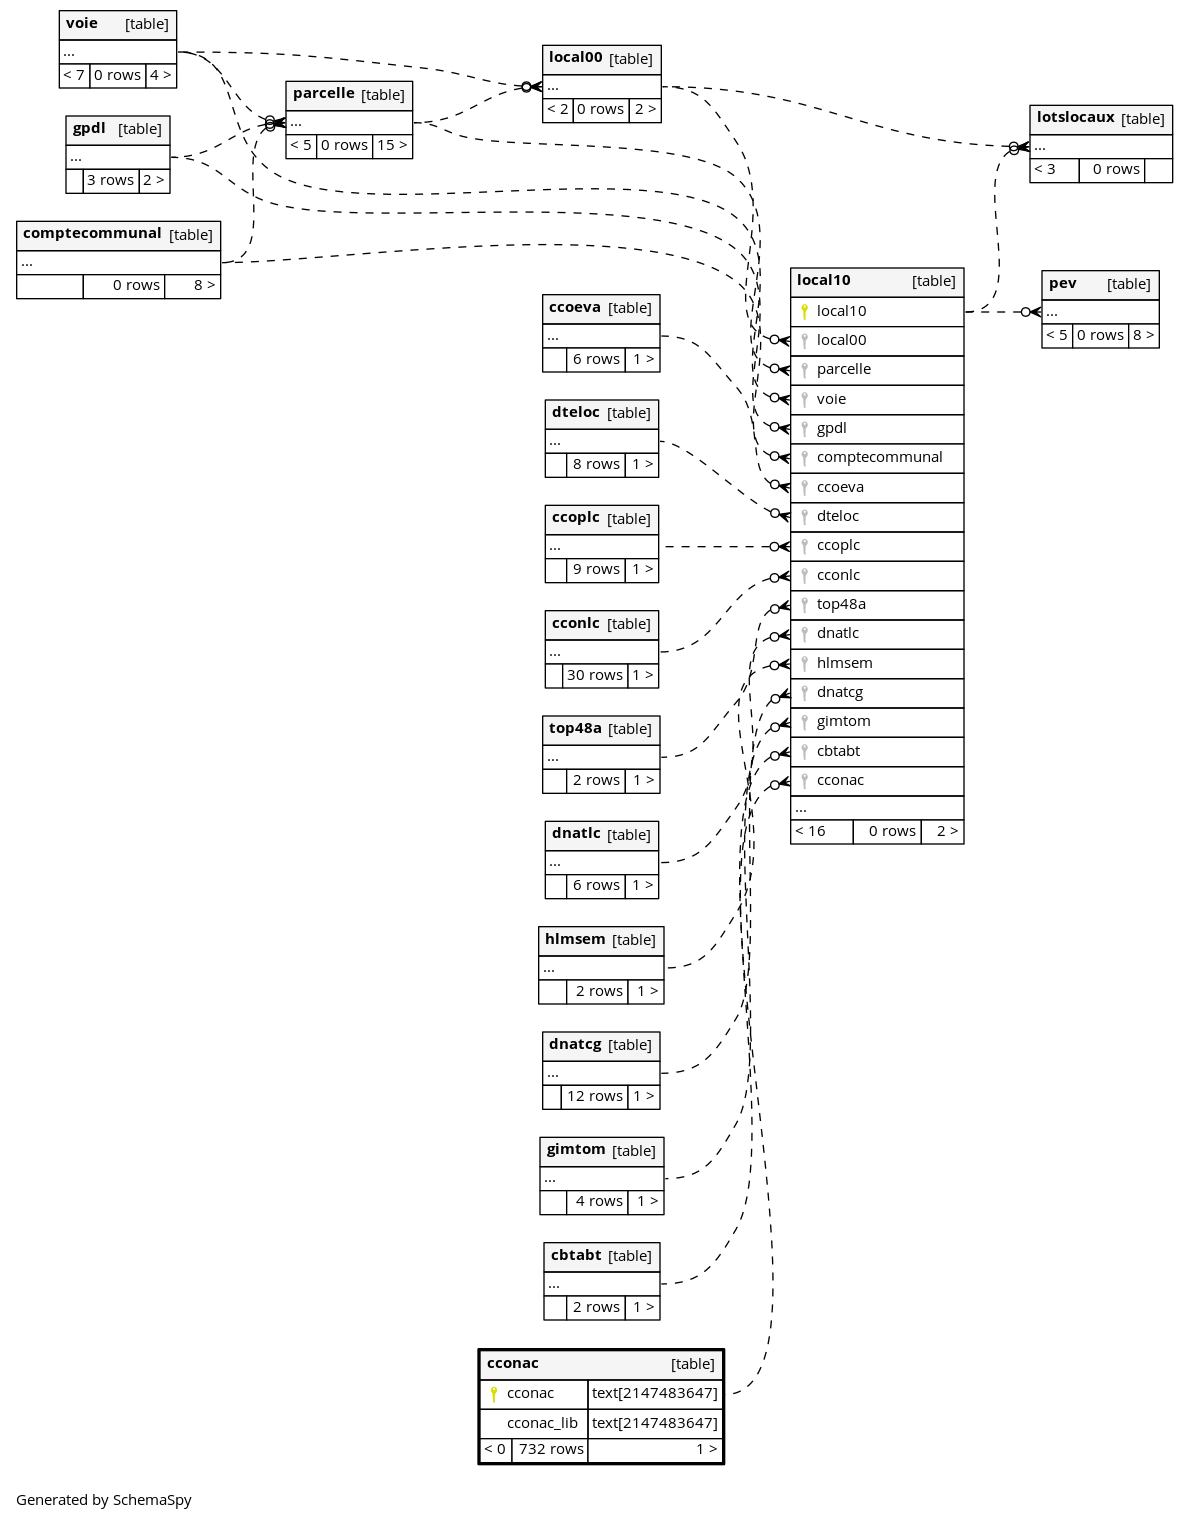 voie [table]
...
< 7 0 rows 4 >
gpdl [table]
...
3 rows 2 >
comptecommunal [table]
...
0 rows 8 >
parcelle [table]
...
< 5 0 rows 15 >
local00 [table]
...
< 2 0 rows 2 >
lotslocaux [table]
...
< 3 0 rows
pev [table]
...
< 5 0 rows 8 >
local10 [table]
local10
local00
parcelle
voie
gpdl
comptecommunal
ccoeva
dteloc
ccoplc
cconlc
top48a
dnatlc
hlmsem
dnatcg
gimtom
cbtabt
cconac
...
< 16 0 rows 2 >
ccoeva [table]
...
6 rows 1 >
dteloc [table]
...
8 rows 1 >
ccoplc [table]
...
9 rows 1 >
cconlc [table]
...
30 rows 1 >
top48a [table]
...
2 rows 1 >
dnatlc [table]
...
6 rows 1 >
hlmsem [table]
...
2 rows 1 >
dnatcg [table]
...
12 rows 1 >
gimtom [table]
...
4 rows 1 >
cbtabt [table]
...
2 rows 1 >
cconac [table]
cconac text[2147483647]
cconac_lib text[2147483647]
< 0 732 rows 1 >
Generated by SchemaSpy